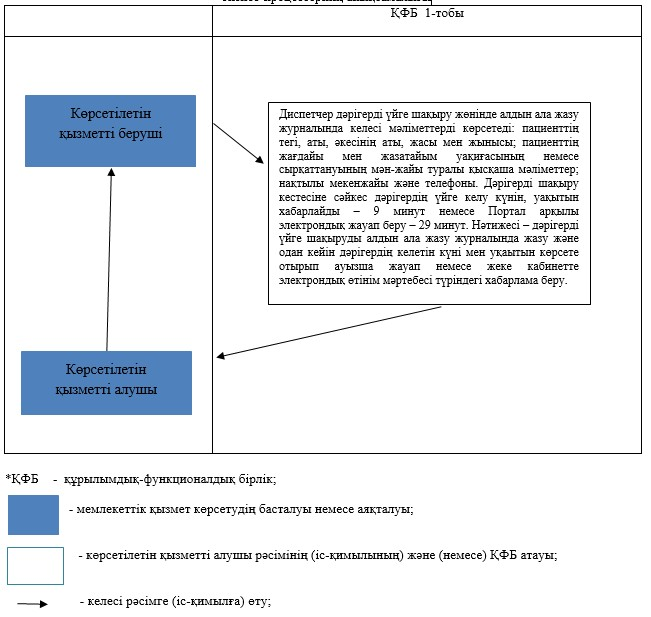 ҚФБ 1-тобы
Көрсетілетін
қызметті беруші
Диспетчер дәрігерді үйге шақыру жөнінде алдын ала жазу
журналында келесі мәліметтерді көрсетеді: пациенттің
тегі, аты, әкесінің аты, жасы мен жынысы; пациенттің
жағдайы мен жазатайым уақиғасының немесе
сырқаттануының мән-жайы туралы қысқаша мәліметтер;
нақтылы мекенжайы және телефоны. Дәрігерді шақыру
кестесіне сәйкес дәрігердің үйге келу күнін, уақытын
хабарлайды – 9 минут немесе Портал арқылы
электрондық жауап беру – 29 минут. Нәтижесі – дәрігерді
үйге шақыруды алдын ала жазу журналында жазу және
одан кейін дәрігердің келетін күні мен уқаытын көрсете
отырып ауызша жауап немесе жеке кабинетте
электрондық өтінім мәртебесі түріндегі хабарлама беру.
Көрсетілетін
қызметті алушы
*ҚФБ - құрылымдық-функционалдық бірлік;
- мемлекеттік қызмет көрсетудің басталуы немесе аяқталуы;
- көрсетілетін қызметті алушы рәсімінің (іс-қимылының) және (немесе) ҚФБ атауы;
- келесі рәсімге (іс-қимылға) өту;